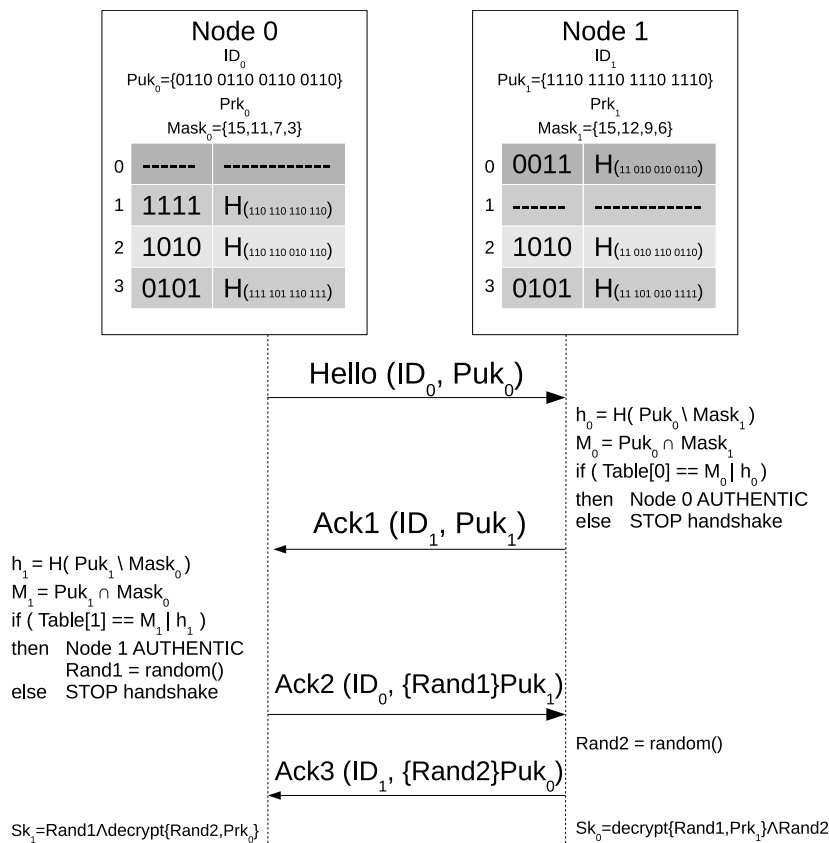 Node 0
ID0
Puk0={0110 0110 0110 0110}
Prk0
Mask0={15,11,7,3}
0 ------ ------------
1 1111 H(110 110 110 110)
2 1010 H(110 110 010 110)
3 0101 H(111 101 110 111)
Node 1
ID1
Puk1={1110 1110 1110 1110}
Prk1
Mask1={15,12,9,6}
0 0011 H(11 010 010 0110)
1 ------ ------------
2 1010 H(11 010 110 0110)
3 0101 H(11 101 010 1111)
Hello (ID0, Puk0)
h0 = H( Puk0 \ Mask1 )
M0 = Puk0 ∩ Mask1
if ( Table[0] == M0 | h0 )
then Node 0 AUTHENTIC
else STOP handshake
Ack1 (ID1, Puk1)
h1 = H( Puk1 \ Mask0 )
M1 = Puk1 ∩ Mask0
if ( Table[1] == M1 | h1 )
then Node 1 AUTHENTIC
Rand1 = random()
else STOP handshake
Ack2 (ID0, {Rand1}Puk1)
Rand2 = random()
Ack3 (ID1, {Rand2}Puk0)
Sk1=Rand1Λdecrypt{Rand2,Prk0}
Sk0=decrypt{Rand1,Prk1}ΛRand2